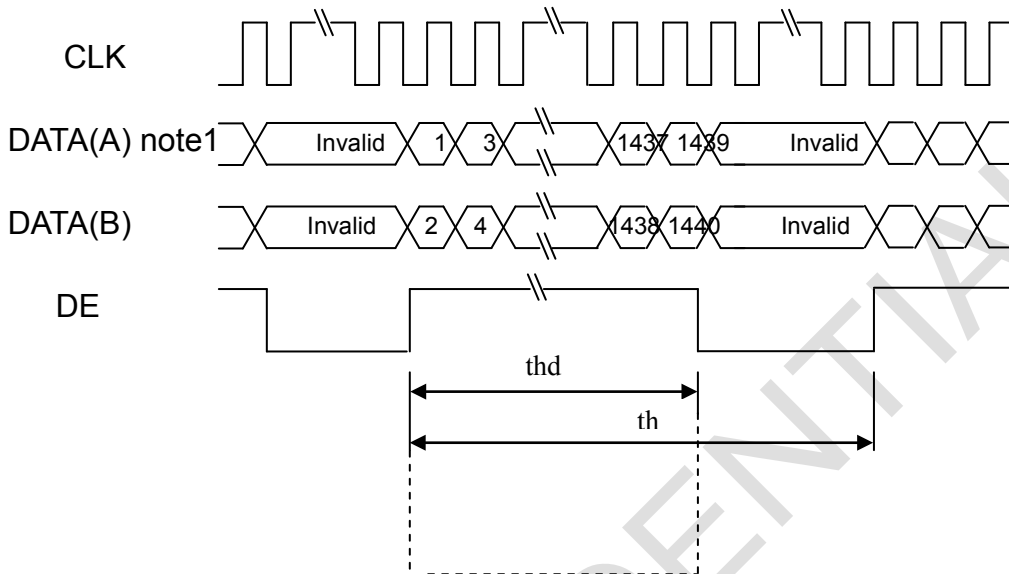 CLK
DATA(A) note1 Invalid 1 3 1437 1439 Invalid
DATA(B) Invalid 2 4 1438 1440 Invalid
DE
thd
th